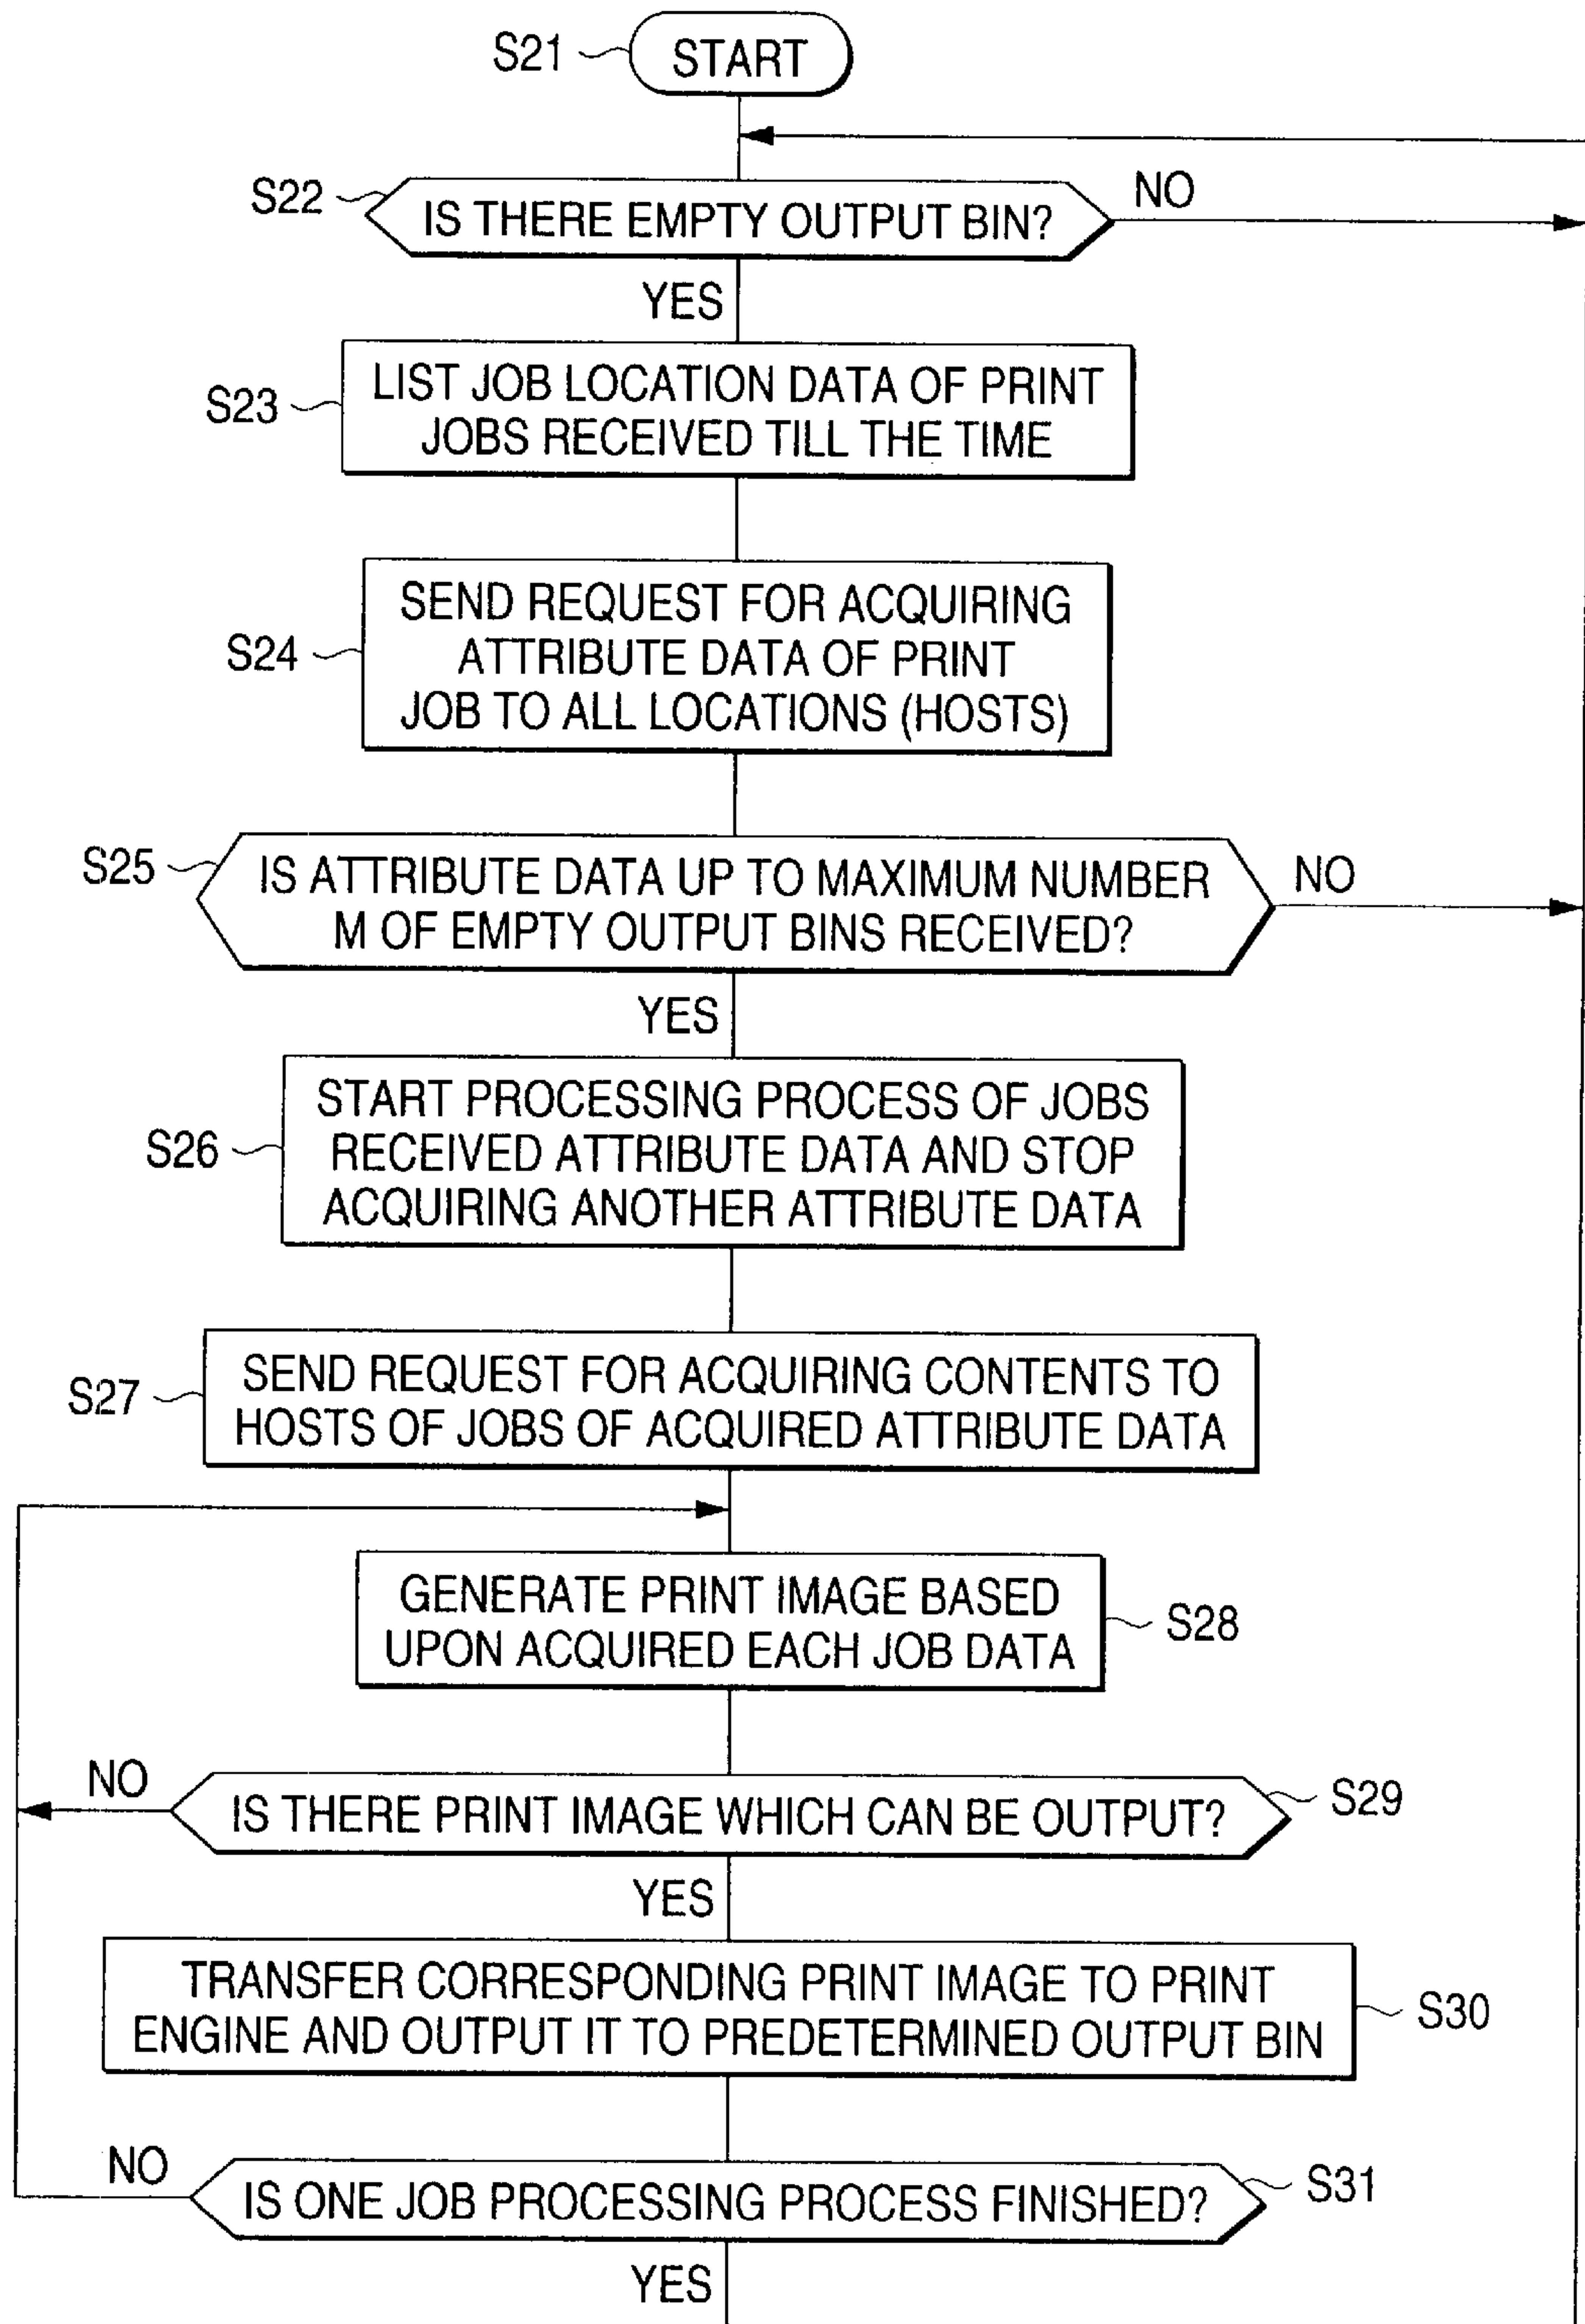 S21
START
S22
IS THERE EMPTY OUTPUT BIN?
NO
YES
S23
LIST JOB LOCATION DATA OF PRINT
JOBS RECEIVED TILL THE TIME
S24
SEND REQUEST FOR ACQUIRING
ATTRIBUTE DATA OF PRINT
JOB TO ALL LOCATIONS (HOSTS)
S25
IS ATTRIBUTE DATA UP TO MAXIMUM NUMBER
M OF EMPTY OUTPUT BINS RECEIVED?
NO
YES
S26
START PROCESSING PROCESS OF JOBS
RECEIVED ATTRIBUTE DATA AND STOP
ACQUIRING ANOTHER ATTRIBUTE DATA
S27
SEND REQUEST FOR ACQUIRING CONTENTS TO
HOSTS OF JOBS OF ACQUIRED ATTRIBUTE DATA
GENERATE PRINT IMAGE BASED
UPON ACQUIRED EACH JOB DATA
S28
NO
IS THERE PRINT IMAGE WHICH CAN BE OUTPUT?
S29
YES
TRANSFER CORRESPONDING PRINT IMAGE TO PRINT
ENGINE AND OUTPUT IT TO PREDETERMINED OUTPUT BIN
S30
NO
IS ONE JOB PROCESSING PROCESS FINISHED?
S31
YES